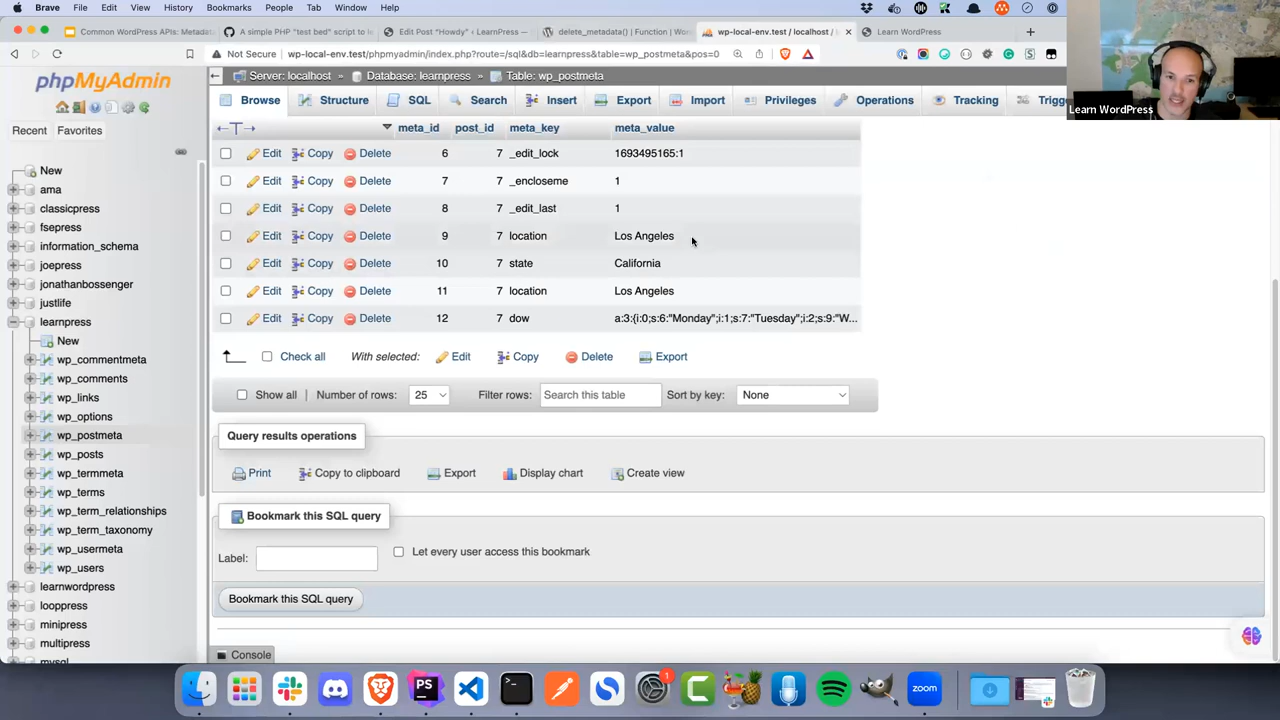 Brave Browser File Edit View History Bookmarks People Tab Window Help
Common WordPress APIs: Metada
A simple PHP "test bed" script to l
Edit Post "Howdy" ‹ LearnPress —
delete_metadata() | Function | Wo
wp-local-env.test / localhost / l
Learn WordPress
Not Secure wp-local-env.test/phpmyadmin/index.php?route=/sql&db=learnpress&table=wp_postmeta&pos=0
Learn WordPress
phpMyAdmin
Recent Favorites
New
ama
classicpress
fsepress
information_schema
joepress
jonathanbossenger
justlife
learnpress
New
wp_commentmeta
wp_comments
wp_links
wp_options
wp_postmeta
wp_posts
wp_termmeta
wp_terms
wp_term_relationships
wp_term_taxonomy
wp_usermeta
wp_users
learnwordpress
looppress
minipress
multipress
mysql
Server: localhost » Database: learnpress » Table: wp_postmeta
Browse Structure SQL Search Insert Export Import Privileges Operations Tracking Trigge
meta_id post_id meta_key meta_value
Edit Copy Delete 6 7 _edit_lock 1693495165:1
Edit Copy Delete 7 7 _encloseme 1
Edit Copy Delete 8 7 _edit_last 1
Edit Copy Delete 9 7 location Los Angeles
Edit Copy Delete 10 7 state California
Edit Copy Delete 11 7 location Los Angeles
Edit Copy Delete 12 7 dow a:3:{i:0;s:6:"Monday";i:1;s:7:"Tuesday";i:2;s:9:"W...
Check all With selected: Edit Copy Delete Export
Show all Number of rows: 25 Filter rows: Search this table Sort by key: None
Query results operations
Print Copy to clipboard Export Display chart Create view
Bookmark this SQL query
Label: Let every user access this bookmark
Bookmark this SQL query
Console
PS
1
zoom